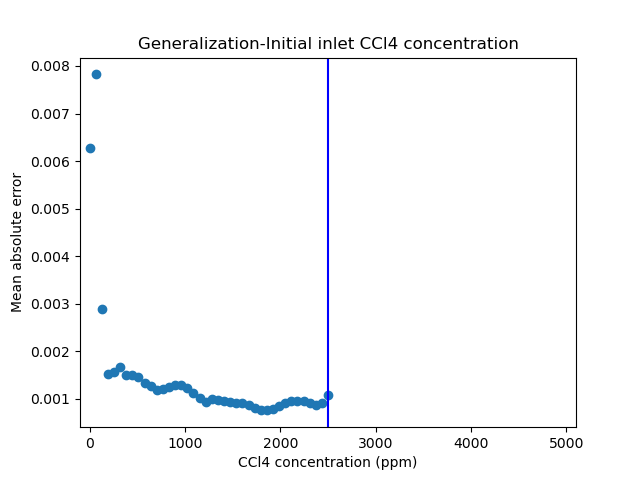 Generalization-Initial inlet CCl4 concentration
0.008
0.007
0.006
0.005
0.004
0.003
0.002
0.001
Mean absolute error
0 1000 2000 3000 4000 5000
CCl4 concentration (ppm)